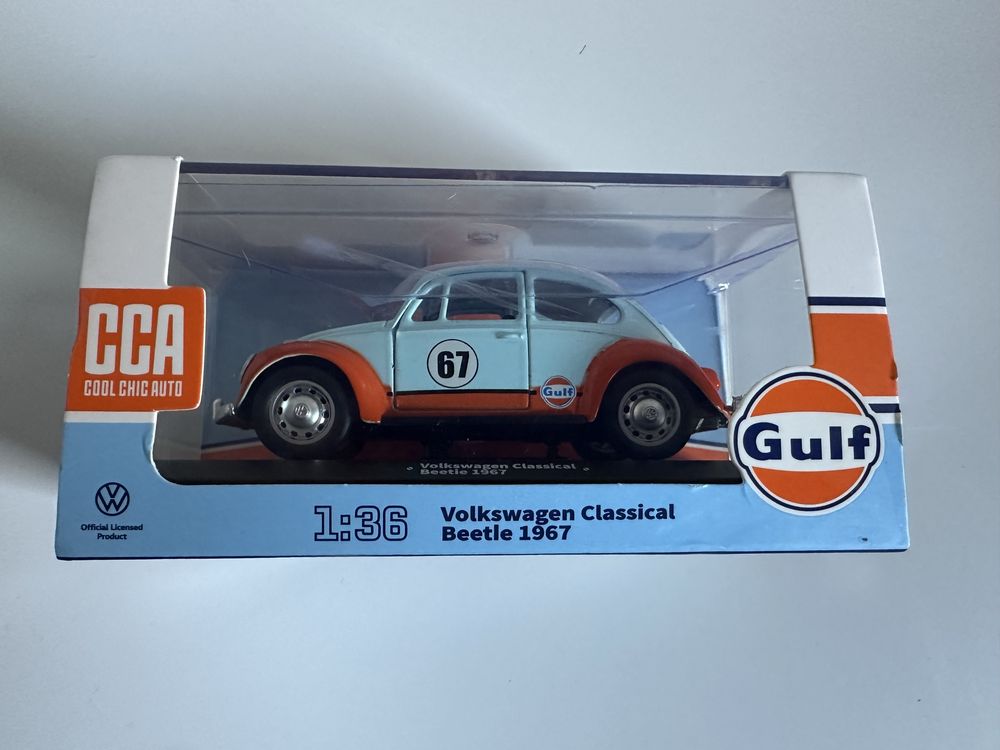 CCA
COOL CHIC AUTO
67
Gulf
Volkswagen Classical
Beetle 1967
Gulf
Official Licensed
Product
1:36
Volkswagen Classical
Beetle 1967